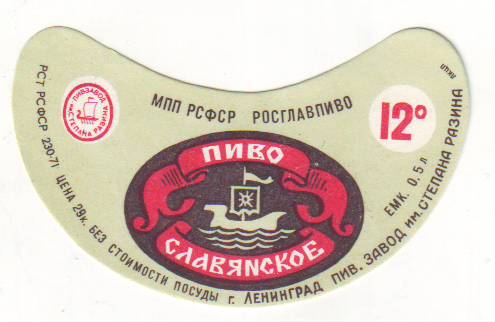 МПП РСФСР РОСГЛАВПИВО
ПИВЗАВОД
им. СТЕПАНА РАЗИНА
12°
ПИВО
СЛАВЯНСКОЕ
РСТ РСФСР 230-71 ЦЕНА 29к. БЕЗ СТОИМОСТИ ПОСУДЫ г. ЛЕНИНГРАД ПИВ. ЗАВОД им. СТЕПАНА РАЗИНА
ЕМК. 0,5 л